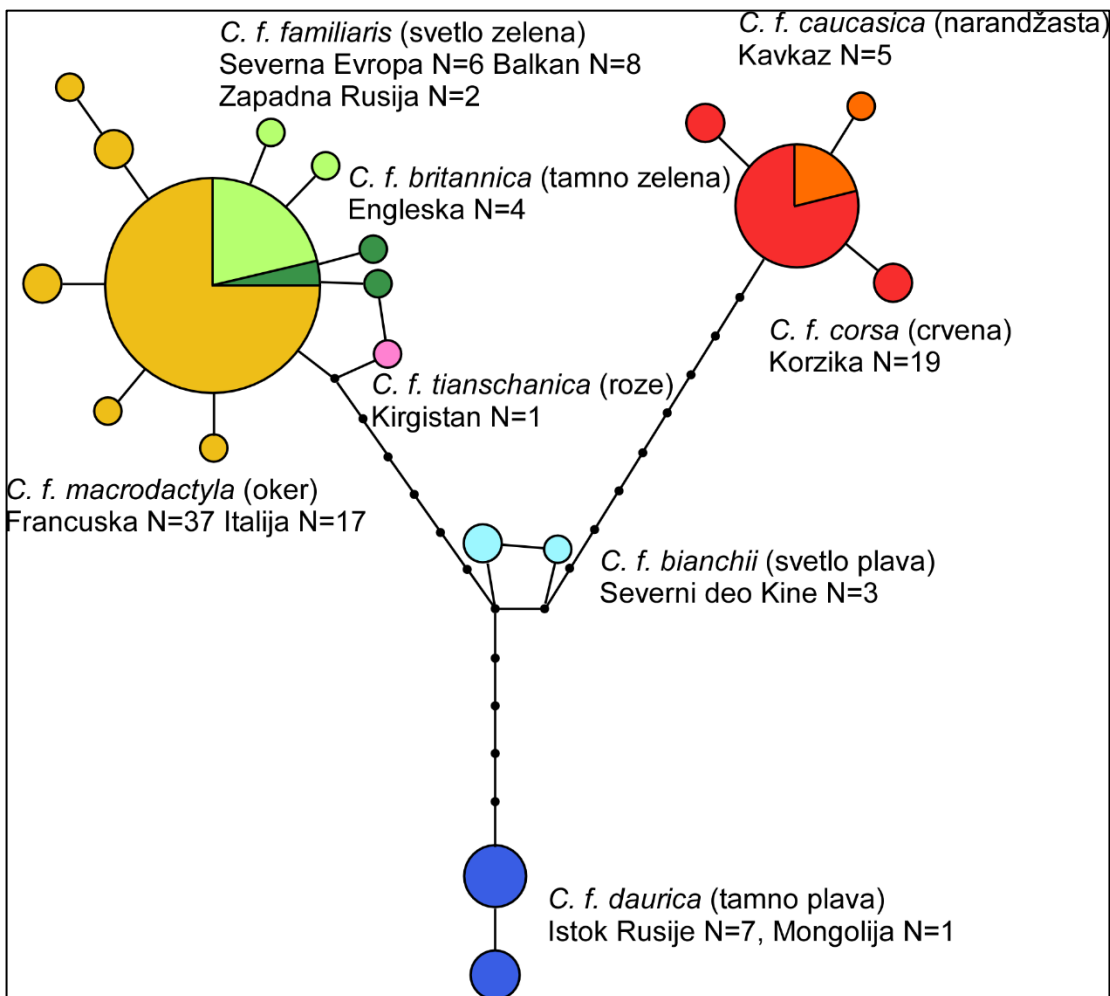 C. f. familiaris (svetlo zelena)
Severna Evropa N=6 Balkan N=8
Zapadna Rusija N=2
C. f. caucasica (narandžasta)
Kavkaz N=5
C. f. britannica (tamno zelena)
Engleska N=4
C. f. corsa (crvena)
Korzika N=19
C. f. tianschanica (roze)
Kirgistan N=1
C. f. macrodactyla (oker)
Francuska N=37 Italija N=17
C. f. bianchii (svetlo plava)
Severni deo Kine N=3
C. f. daurica (tamno plava)
Istok Rusije N=7, Mongolija N=1